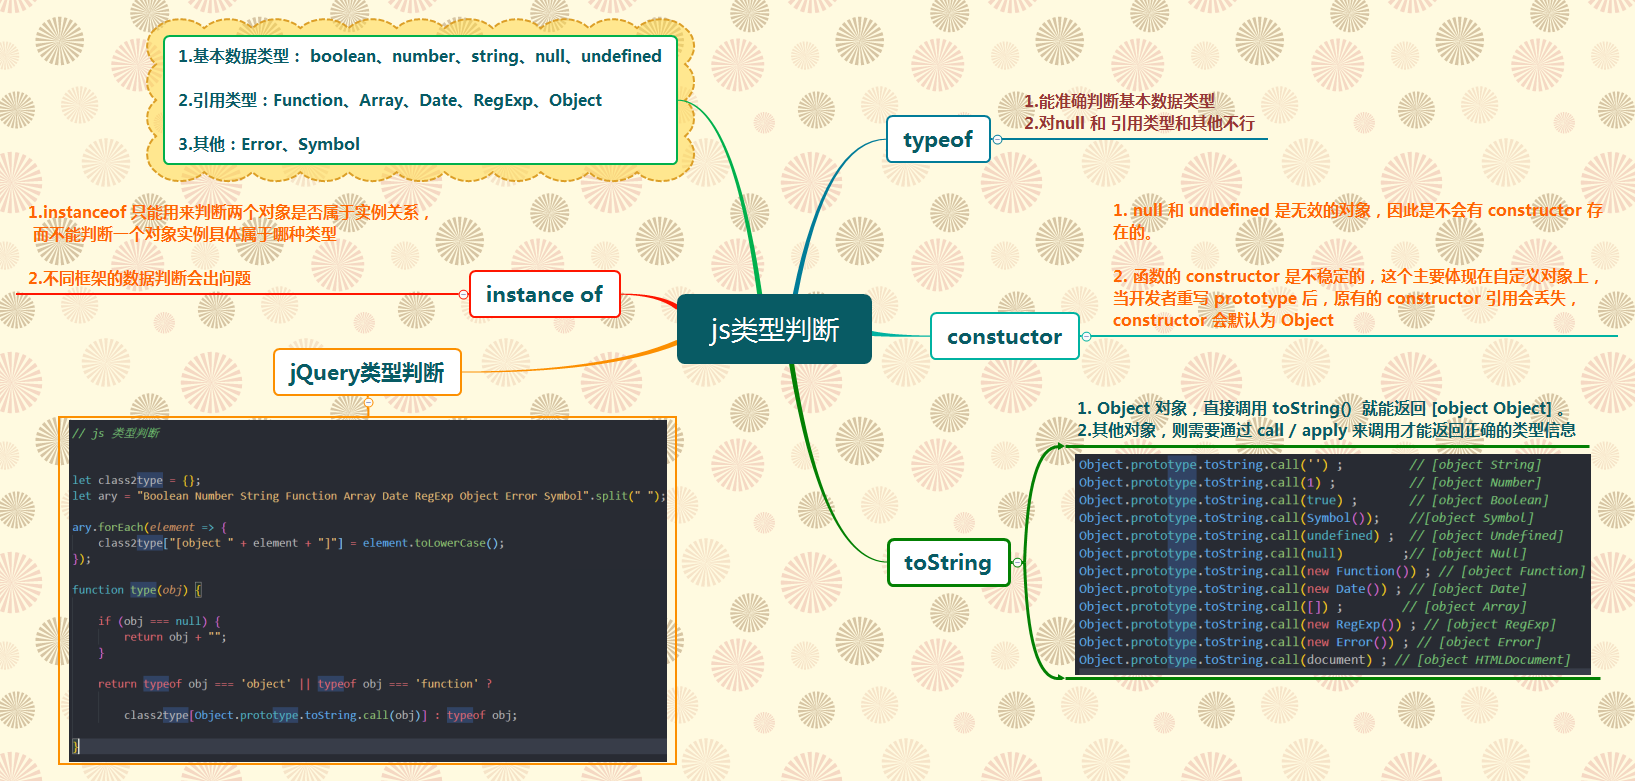 1.基本数据类型： boolean、number、string、null、undefined
2.引用类型：Function、Array、Date、RegExp、Object
3.其他：Error、Symbol
1.instanceof 只能用来判断两个对象是否属于实例关系，
而不能判断一个对象实例具体属于哪种类型
2.不同框架的数据判断会出问题
instance of
jQuery类型判断
// js 类型判断
let class2type = {};
let ary = "Boolean Number String Function Array Date RegExp Object Error Symbol".split(" ");
ary.forEach(element => {
class2type["[object " + element + "]"] = element.toLowerCase();
});
function type(obj) {
if (obj === null) {
return obj + "";
}
return typeof obj === 'object' || typeof obj === 'function' ?
class2type[Object.prototype.toString.call(obj)] : typeof obj;
}
js类型判断
typeof
1.能准确判断基本数据类型
2.对null 和 引用类型和其他不行
constuctor
1. null 和 undefined 是无效的对象，因此是不会有 constructor 存
在的。
2. 函数的 constructor 是不稳定的，这个主要体现在自定义对象上，
当开发者重写 prototype 后，原有的 constructor 引用会丢失，
constructor 会默认为 Object
toString
1. Object 对象，直接调用 toString()  就能返回 [object Object] 。
2.其他对象，则需要通过 call / apply 来调用才能返回正确的类型信息
Object.prototype.toString.call('') ;         // [object String]
Object.prototype.toString.call(1) ;          // [object Number]
Object.prototype.toString.call(true) ;       // [object Boolean]
Object.prototype.toString.call(Symbol());    //[object Symbol]
Object.prototype.toString.call(undefined) ;  // [object Undefined]
Object.prototype.toString.call(null)        ;// [object Null]
Object.prototype.toString.call(new Function()) ; // [object Function]
Object.prototype.toString.call(new Date()) ; // [object Date]
Object.prototype.toString.call([]) ;        // [object Array]
Object.prototype.toString.call(new RegExp()) ; // [object RegExp]
Object.prototype.toString.call(new Error()) ; // [object Error]
Object.prototype.toString.call(document) ; // [object HTMLDocument]